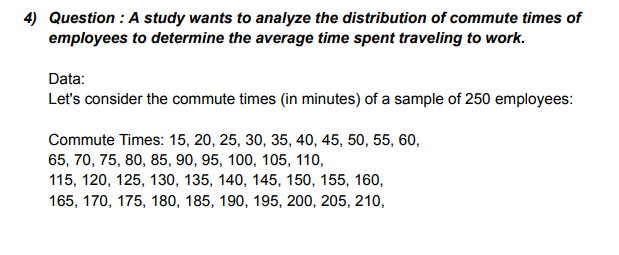 4) Question : A study wants to analyze the distribution of commute times of
employees to determine the average time spent traveling to work.
Data:
Let's consider the commute times (in minutes) of a sample of 250 employees:
Commute Times: 15, 20, 25, 30, 35, 40, 45, 50, 55, 60,
65, 70, 75, 80, 85, 90, 95, 100, 105, 110,
115, 120, 125, 130, 135, 140, 145, 150, 155, 160,
165, 170, 175, 180, 185, 190, 195, 200, 205, 210,